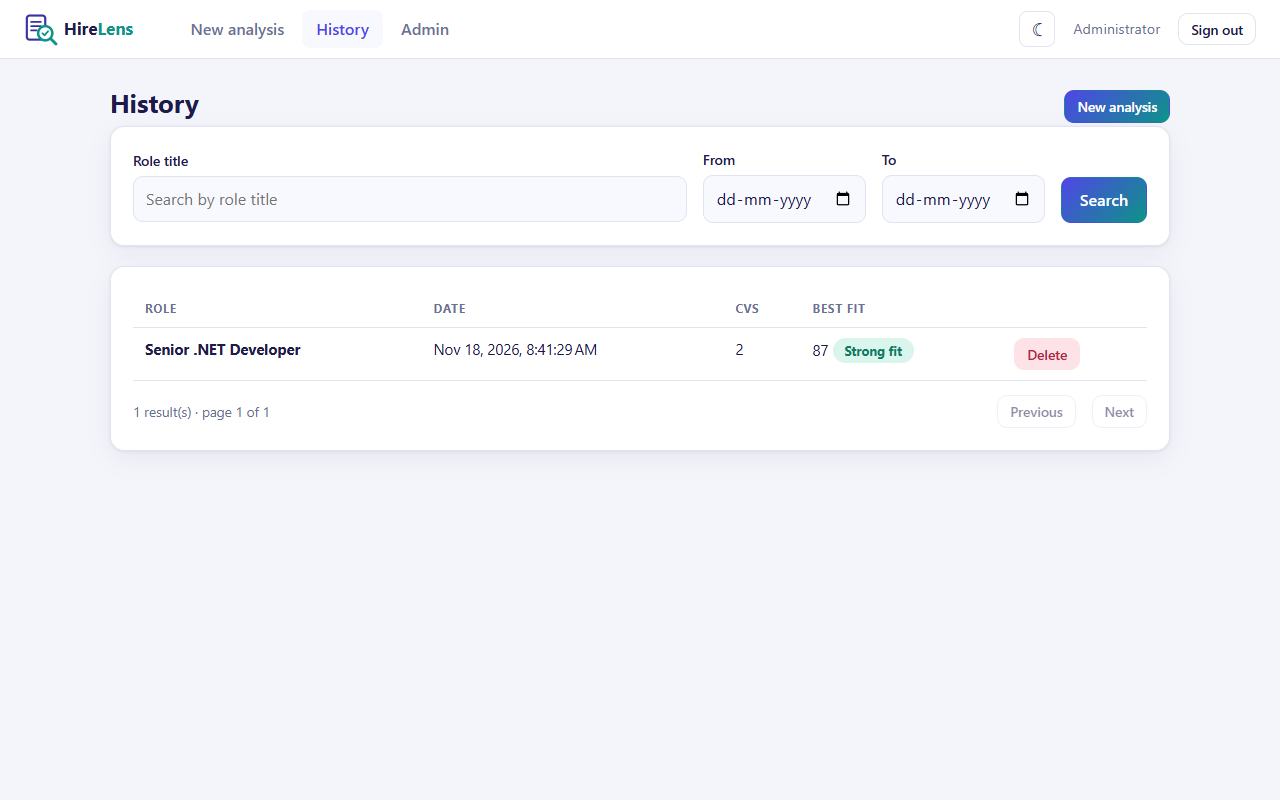 HireLens New analysis History Admin Administrator Sign out
History New analysis
Role title From To
Search by role title dd-mm-yyyy dd-mm-yyyy Search
ROLE DATE CVS BEST FIT
Senior .NET Developer Nov 18, 2026, 8:41:29 AM 2 87 Strong fit Delete
1 result(s) · page 1 of 1 Previous Next